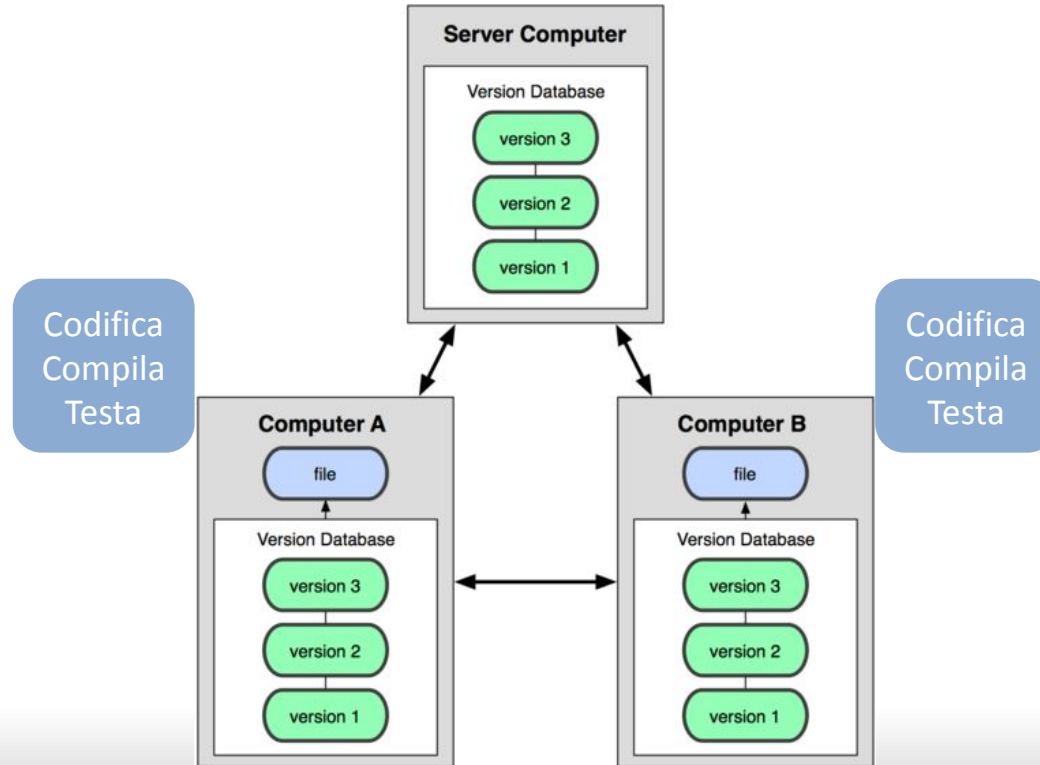 Server Computer
Version Database
version 3
version 2
version 1
Codifica
Compila
Testa
Codifica
Compila
Testa
Computer A
file
Version Database
version 3
version 2
version 1
Computer B
file
Version Database
version 3
version 2
version 1